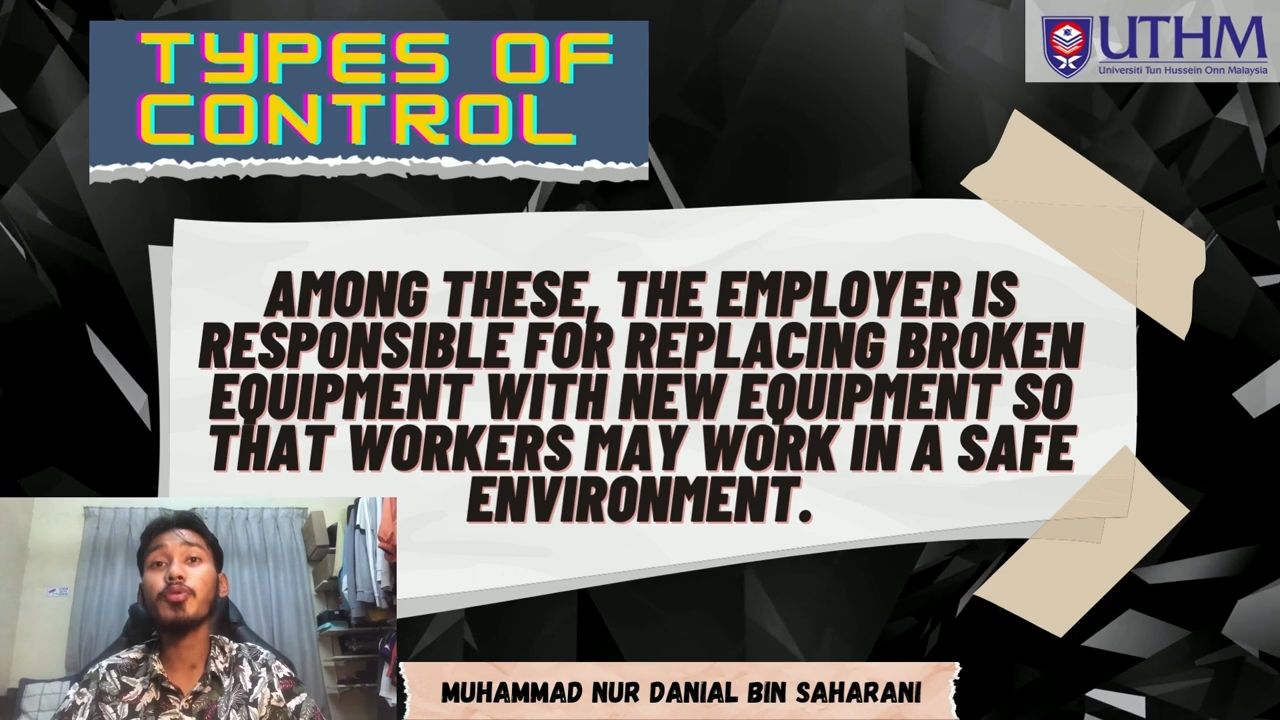 TYPES OF
CONTROL
UTHM
Universiti Tun Hussein Onn Malaysia
AMONG THESE, THE EMPLOYER IS
RESPONSIBLE FOR REPLACING BROKEN
EQUIPMENT WITH NEW EQUIPMENT SO
THAT WORKERS MAY WORK IN A SAFE
ENVIRONMENT.
MUHAMMAD NUR DANIAL BIN SAHARANI